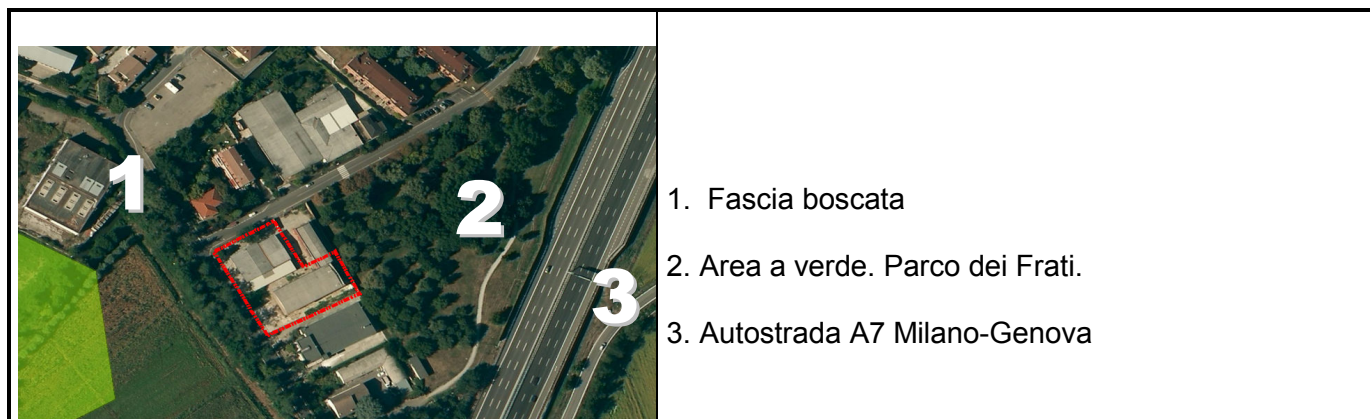 1
2
3
1. Fascia boscata
2. Area a verde. Parco dei Frati.
3. Autostrada A7 Milano-Genova